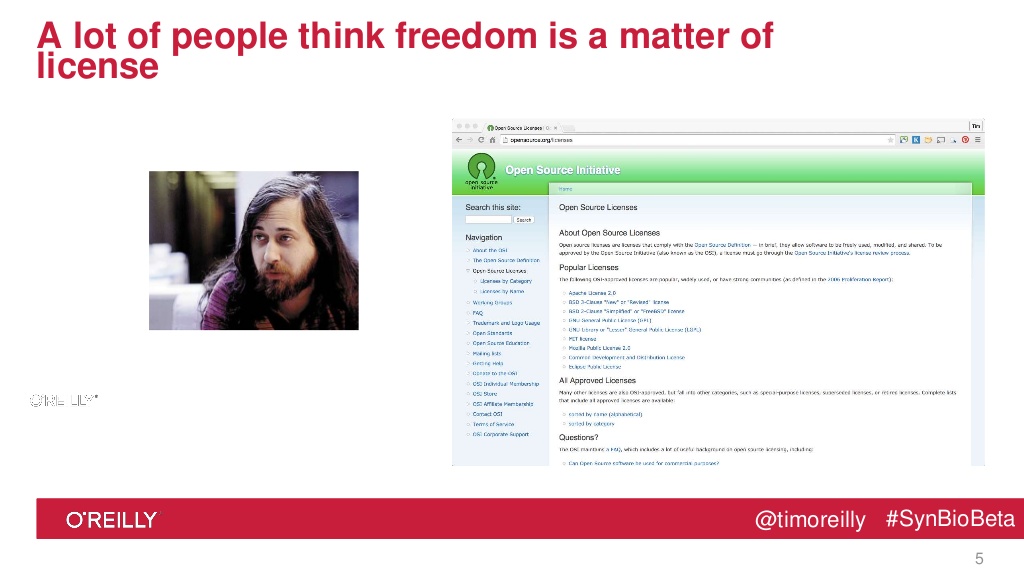 A lot of people think freedom is a matter of
license
Open Source Licenses
Tim
opensource.org/licenses
open source
initiative
Open Source Initiative
Home
Search this site:
Search
Navigation
About the OSI
The Open Source Definition
Open Source Licenses
Licenses by Category
Licenses by Name
Working Groups
FAQ
Trademark and Logo Usage
Open Standards
Open Source Education
Mailing lists
Getting Help
Donate to the OSI
OSI Individual Membership
OSI Store
OSI Affiliate Membership
Contact OSI
Terms of Service
OSI Corporate Support
Open Source Licenses
About Open Source Licenses
Open source licenses are licenses that comply with the Open Source Definition — in brief, they allow software to be freely used, modified, and shared. To be
approved by the Open Source Initiative (also known as the OSI), a license must go through the Open Source Initiative's license review process.
Popular Licenses
The following OSI-approved licenses are popular, widely used, or have strong communities (as defined in the 2006 Proliferation Report):
Apache License 2.0
BSD 3-Clause "New" or "Revised" license
BSD 2-Clause "Simplified" or "FreeBSD" license
GNU General Public License (GPL)
GNU Library or "Lesser" General Public License (LGPL)
MIT license
Mozilla Public License 2.0
Common Development and Distribution License
Eclipse Public License
All Approved Licenses
Many other licenses are also OSI-approved, but fall into other categories, such as special-purpose licenses, superseded licenses, or retired licenses. Complete lists
that include all approved licenses are available:
sorted by name (alphabetical)
sorted by category
Questions?
The OSI maintains a FAQ, which includes a lot of useful background on open source licensing, including:
Can Open Source software be used for commercial purposes?
O'REILLY
O'REILLY
@timoreilly #SynBioBeta
5